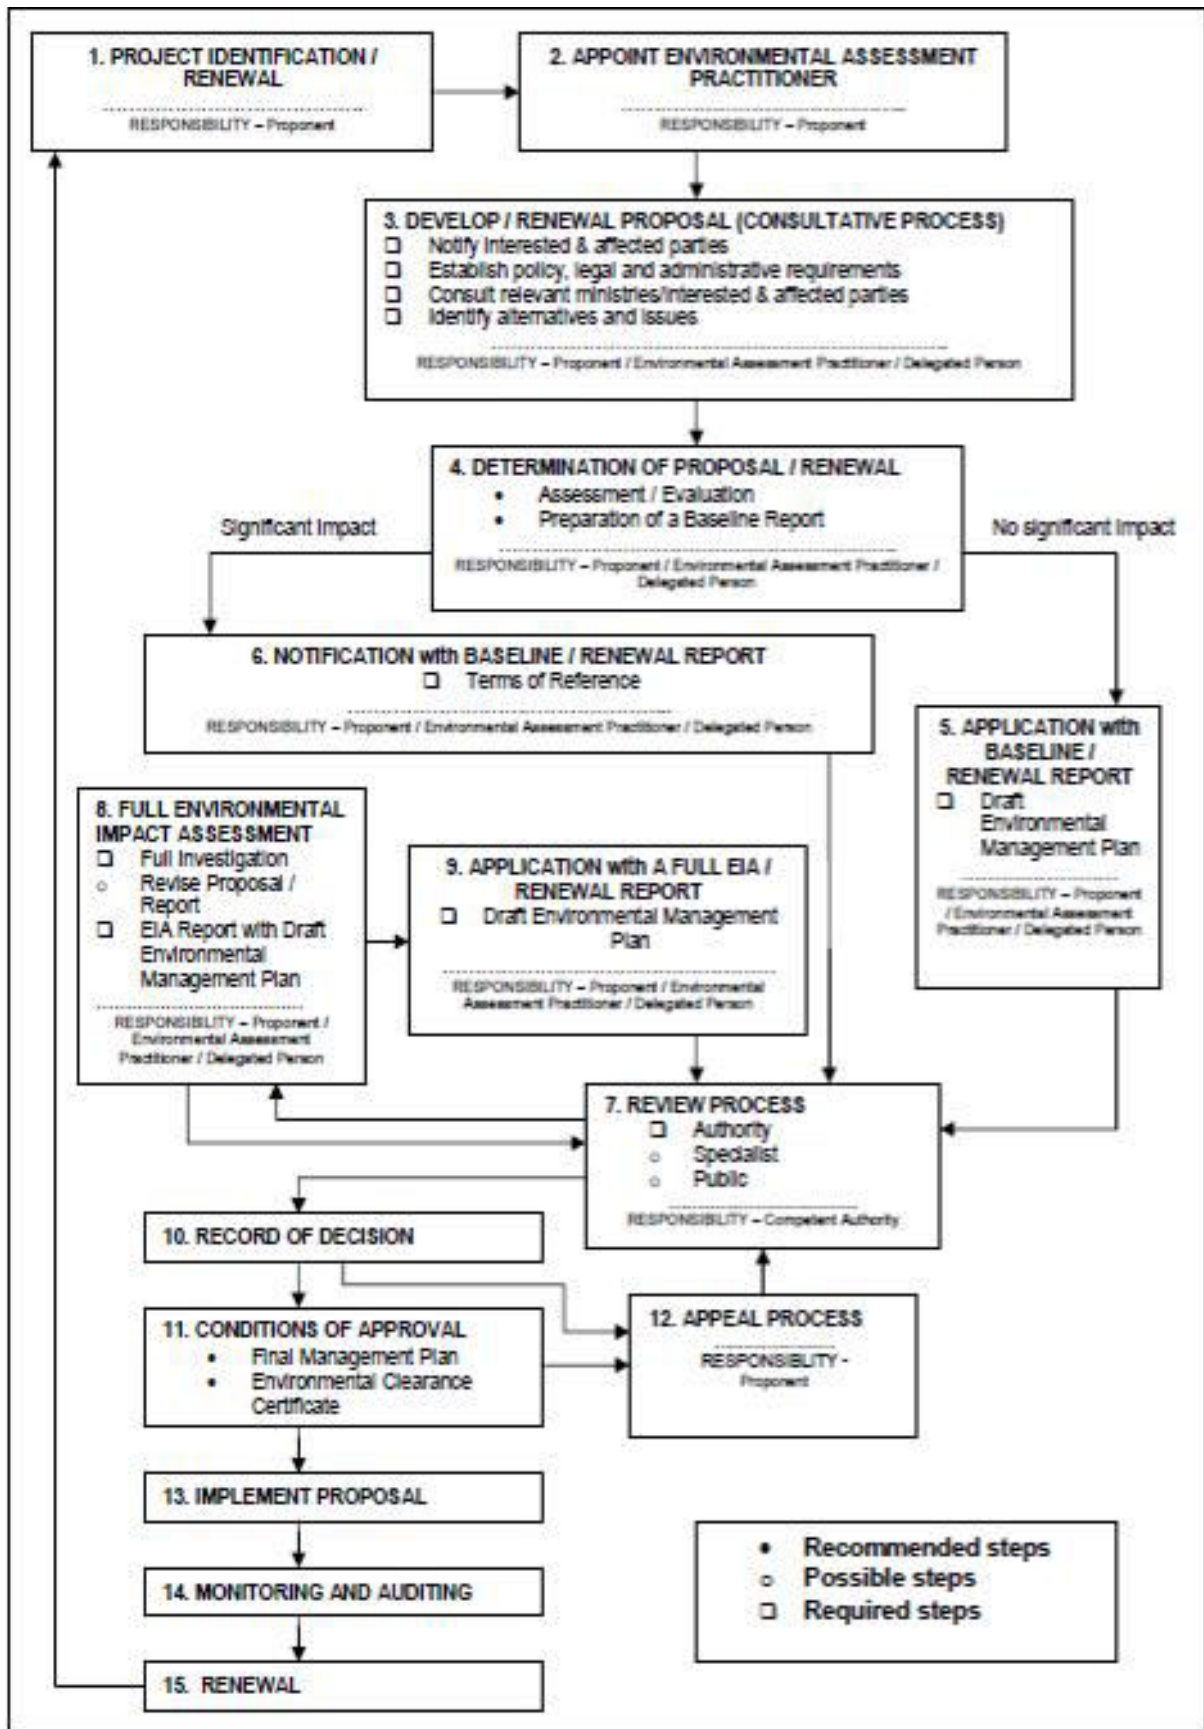 1. PROJECT IDENTIFICATION /
RENEWAL
RESPONSIBILITY – Proponent
2. APPOINT ENVIRONMENTAL ASSESSMENT
PRACTITIONER
RESPONSIBILITY – Proponent
3. DEVELOP / RENEWAL PROPOSAL (CONSULTATIVE PROCESS)
❑ Notify Interested & affected parties
❑ Establish policy, legal and administrative requirements
❑ Consult relevant ministries/interested & affected parties
❑ Identify alternatives and issues
RESPONSIBILITY – Proponent / Environmental Assessment Practitioner / Delegated Person
4. DETERMINATION OF PROPOSAL / RENEWAL
• Assessment / Evaluation
• Preparation of a Baseline Report
RESPONSIBILITY – Proponent / Environmental Assessment Practitioner /
Delegated Person
Significant Impact
No significant Impact
6. NOTIFICATION with BASELINE / RENEWAL REPORT
❑ Terms of Reference
RESPONSIBILITY – Proponent / Environmental Assessment Practitioner / Delegated Person
5. APPLICATION with
BASELINE /
RENEWAL REPORT
❑ Draft
Environmental
Management Plan
RESPONSIBILITY – Proponent
/ Environmental Assessment
Practitioner / Delegated Person
8. FULL ENVIRONMENTAL
IMPACT ASSESSMENT
❑ Full Investigation
○ Revise Proposal /
Report
❑ EIA Report with Draft
Environmental
Management Plan
RESPONSIBILITY – Proponent /
Environmental Assessment
Practitioner / Delegated Person
9. APPLICATION with A FULL EIA /
RENEWAL REPORT
❑ Draft Environmental Management
Plan
RESPONSIBILITY – Proponent / Environmental
Assessment Practitioner / Delegated Person
7. REVIEW PROCESS
❑ Authority
○ Specialist
○ Public
RESPONSIBILITY – Competent Authority
10. RECORD OF DECISION
11. CONDITIONS OF APPROVAL
• Final Management Plan
• Environmental Clearance
Certificate
12. APPEAL PROCESS
RESPONSIBLITY -
Proponent
13. IMPLEMENT PROPOSAL
14. MONITORING AND AUDITING
15. RENEWAL
• Recommended steps
○ Possible steps
❑ Required steps